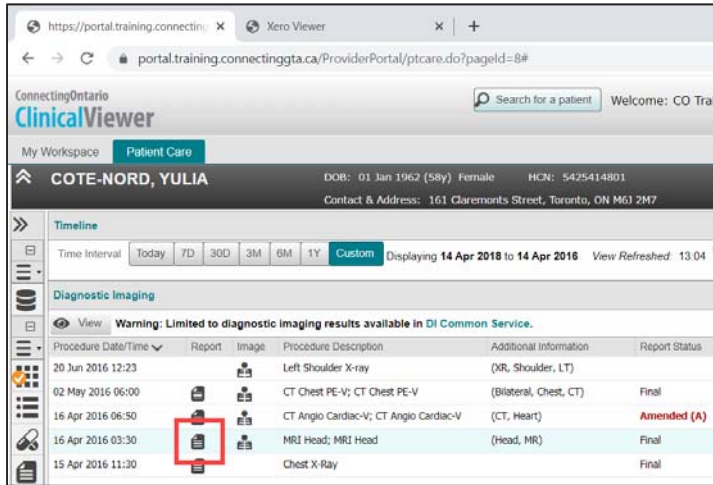 https://portal.training.connecting
Xero Viewer
portal.training.connectinggta.ca/ProviderPortal/ptcare.do?pageId=8#
ConnectingOntario
ClinicalViewer
Search for a patient Welcome: CO Trai
My Workspace Patient Care
COTE-NORD, YULIA DOB: 01 Jan 1962 (58y) Female HCN: 5425414801
Contact & Address: 161 Claremonts Street, Toronto, ON M6J 2M7
Timeline
Time Interval Today 7D 30D 3M 6M 1Y Custom Displaying 14 Apr 2018 to 14 Apr 2016 View Refreshed: 13:04
Diagnostic Imaging
View Warning: Limited to diagnostic imaging results available in DI Common Service.
Procedure Date/Time Report Image Procedure Description Additional Information Report Status
20 Jun 2016 12:23 Left Shoulder X-ray (XR, Shoulder, LT)
02 May 2016 06:00 CT Chest PE-V; CT Chest PE-V (Bilateral, Chest, CT) Final
16 Apr 2016 06:50 CT Angio Cardiac-V; CT Angio Cardiac-V (CT, Heart) Amended (A)
16 Apr 2016 03:30 MRI Head; MRI Head (Head, MR) Final
15 Apr 2016 11:30 Chest X-Ray Final